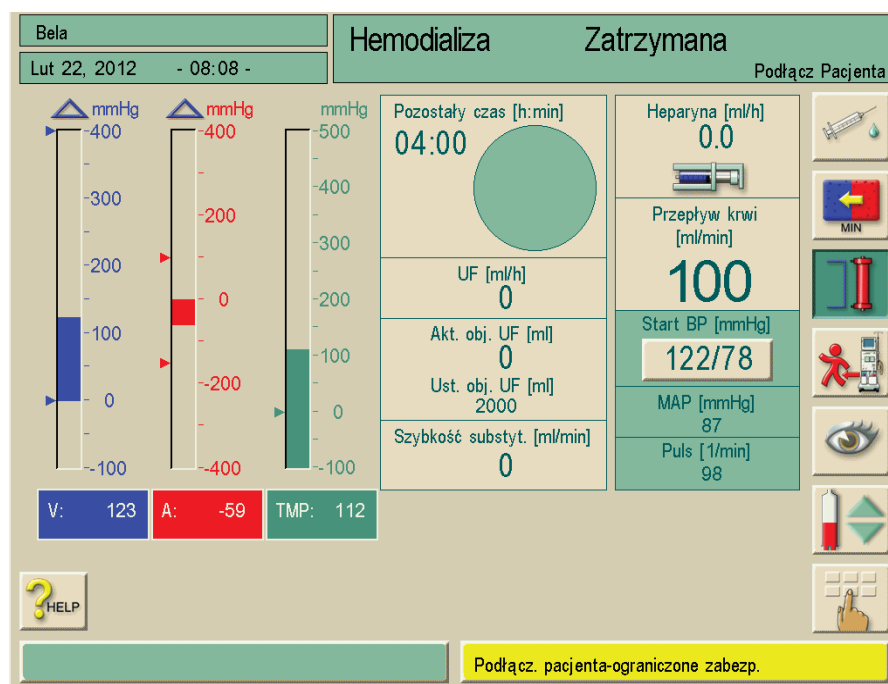 Bela
Lut 22, 2012 - 08:08 -
Hemodializa Zatrzymana
Podłącz Pacjenta
mmHg
400
300
200
100
0
-100
mmHg
400
200
0
-200
-400
mmHg
500
400
300
200
100
0
-100
V: 123
A: -59
TMP: 112
Pozostały czas [h:min]
04:00
UF [ml/h]
0
Akt. obj. UF [ml]
0
Ust. obj. UF [ml]
2000
Szybkość substyt. [ml/min]
0
Heparyna [ml/h]
0.0
Przepływ krwi
[ml/min]
100
Start BP [mmHg]
122/78
MAP [mmHg]
87
Puls [1/min]
98
MIN
?HELP
Podłącz. pacjenta-ograniczone zabezp.